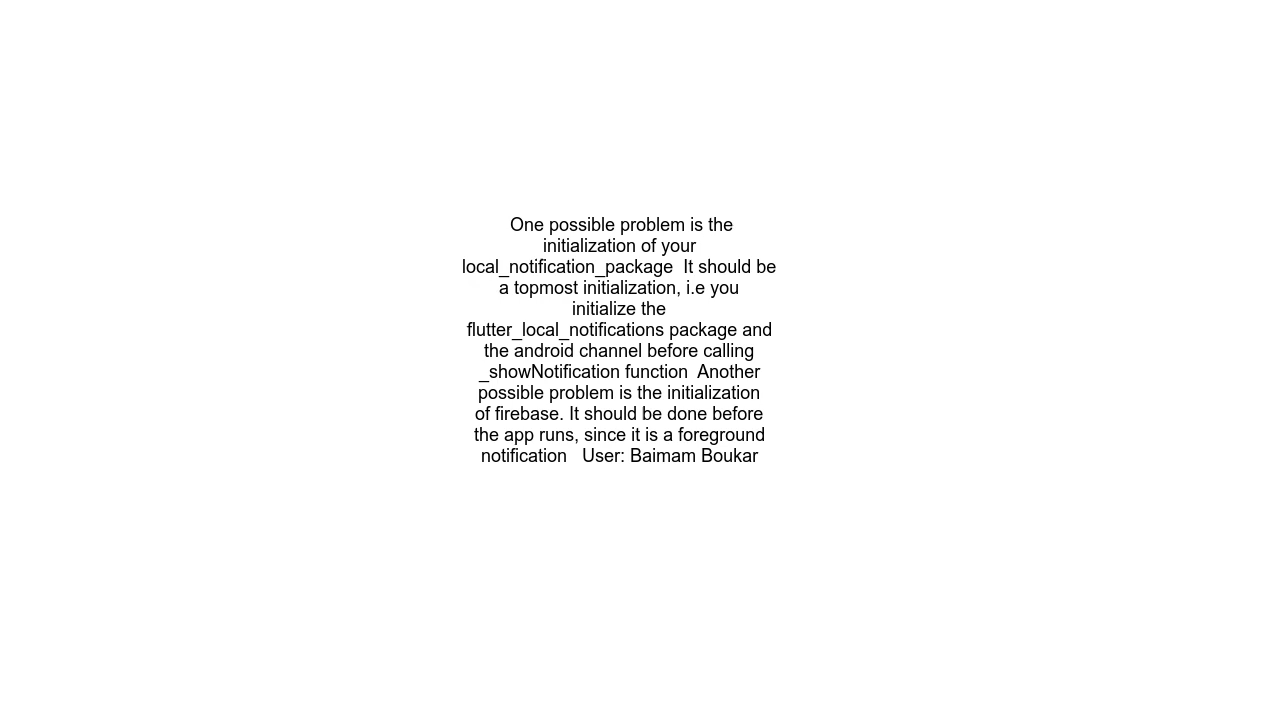 One possible problem is the
initialization of your
local_notification_package  It should be
a topmost initialization, i.e you
initialize the
flutter_local_notifications package and
the android channel before calling
_showNotification function  Another
possible problem is the initialization
of firebase. It should be done before
the app runs, since it is a foreground
notification   User: Baimam Boukar